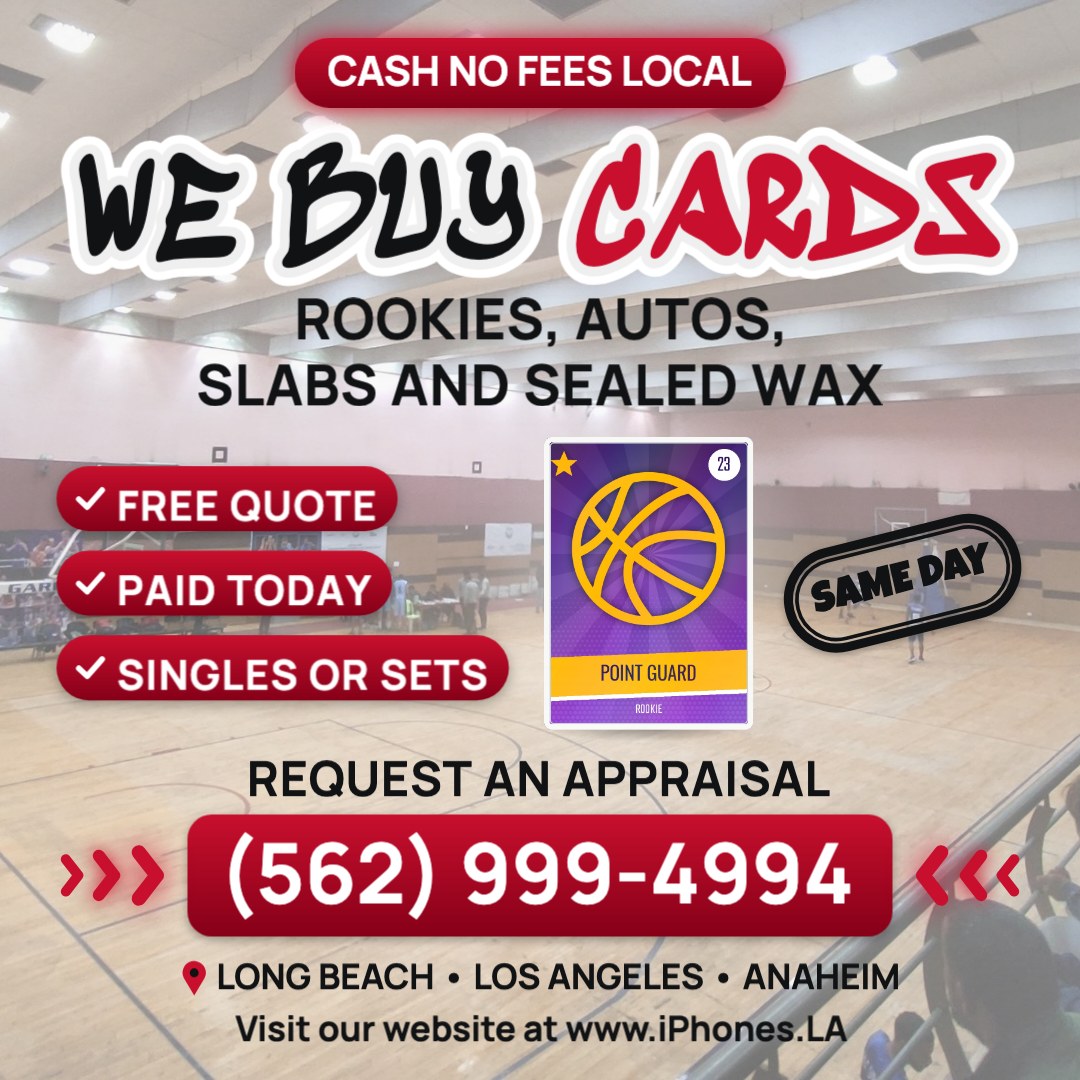 CASH NO FEES LOCAL
WE BUY CARDS
ROOKIES, AUTOS,
SLABS AND SEALED WAX
FREE QUOTE
PAID TODAY
SINGLES OR SETS
23
POINT GUARD
ROOKIE
SAME DAY
GAR
REQUEST AN APPRAISAL
(562) 999-4994
LONG BEACH • LOS ANGELES • ANAHEIM
Visit our website at www.iPhones.LA